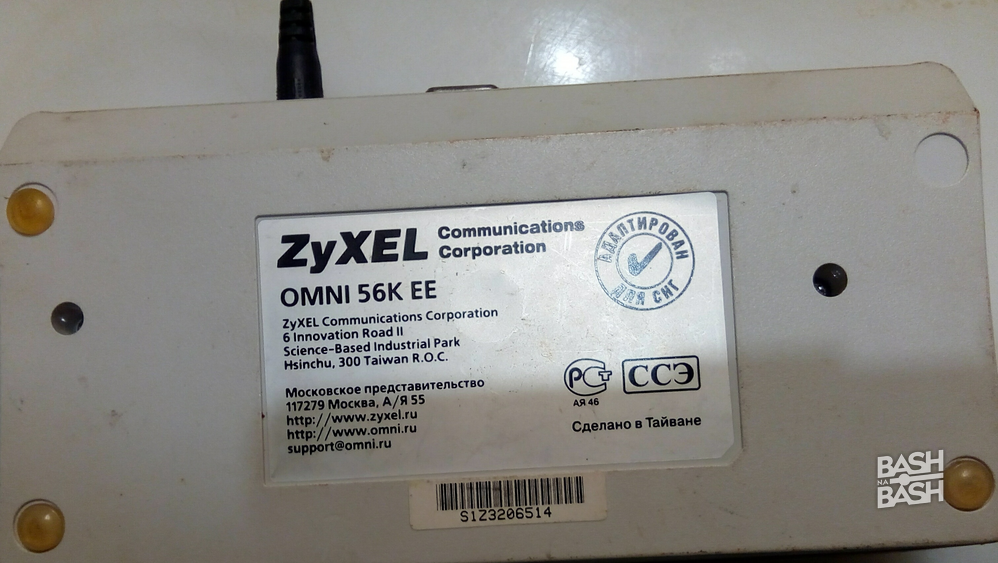 ZyXEL Communications Corporation
АДАПТИРОВАН ДЛЯ СНГ
OMNI 56K EE
ZyXEL Communications Corporation
6 Innovation Road II
Science-Based Industrial Park
Hsinchu, 300 Taiwan R.O.C.
Московское представительство
117279 Москва, А/Я 55
http://www.zyxel.ru
http://www.omni.ru
support@omni.ru
РСТ
АЯ 46
ССЭ
Сделано в Тайване
S1Z3206514
BASH
NA
BASH